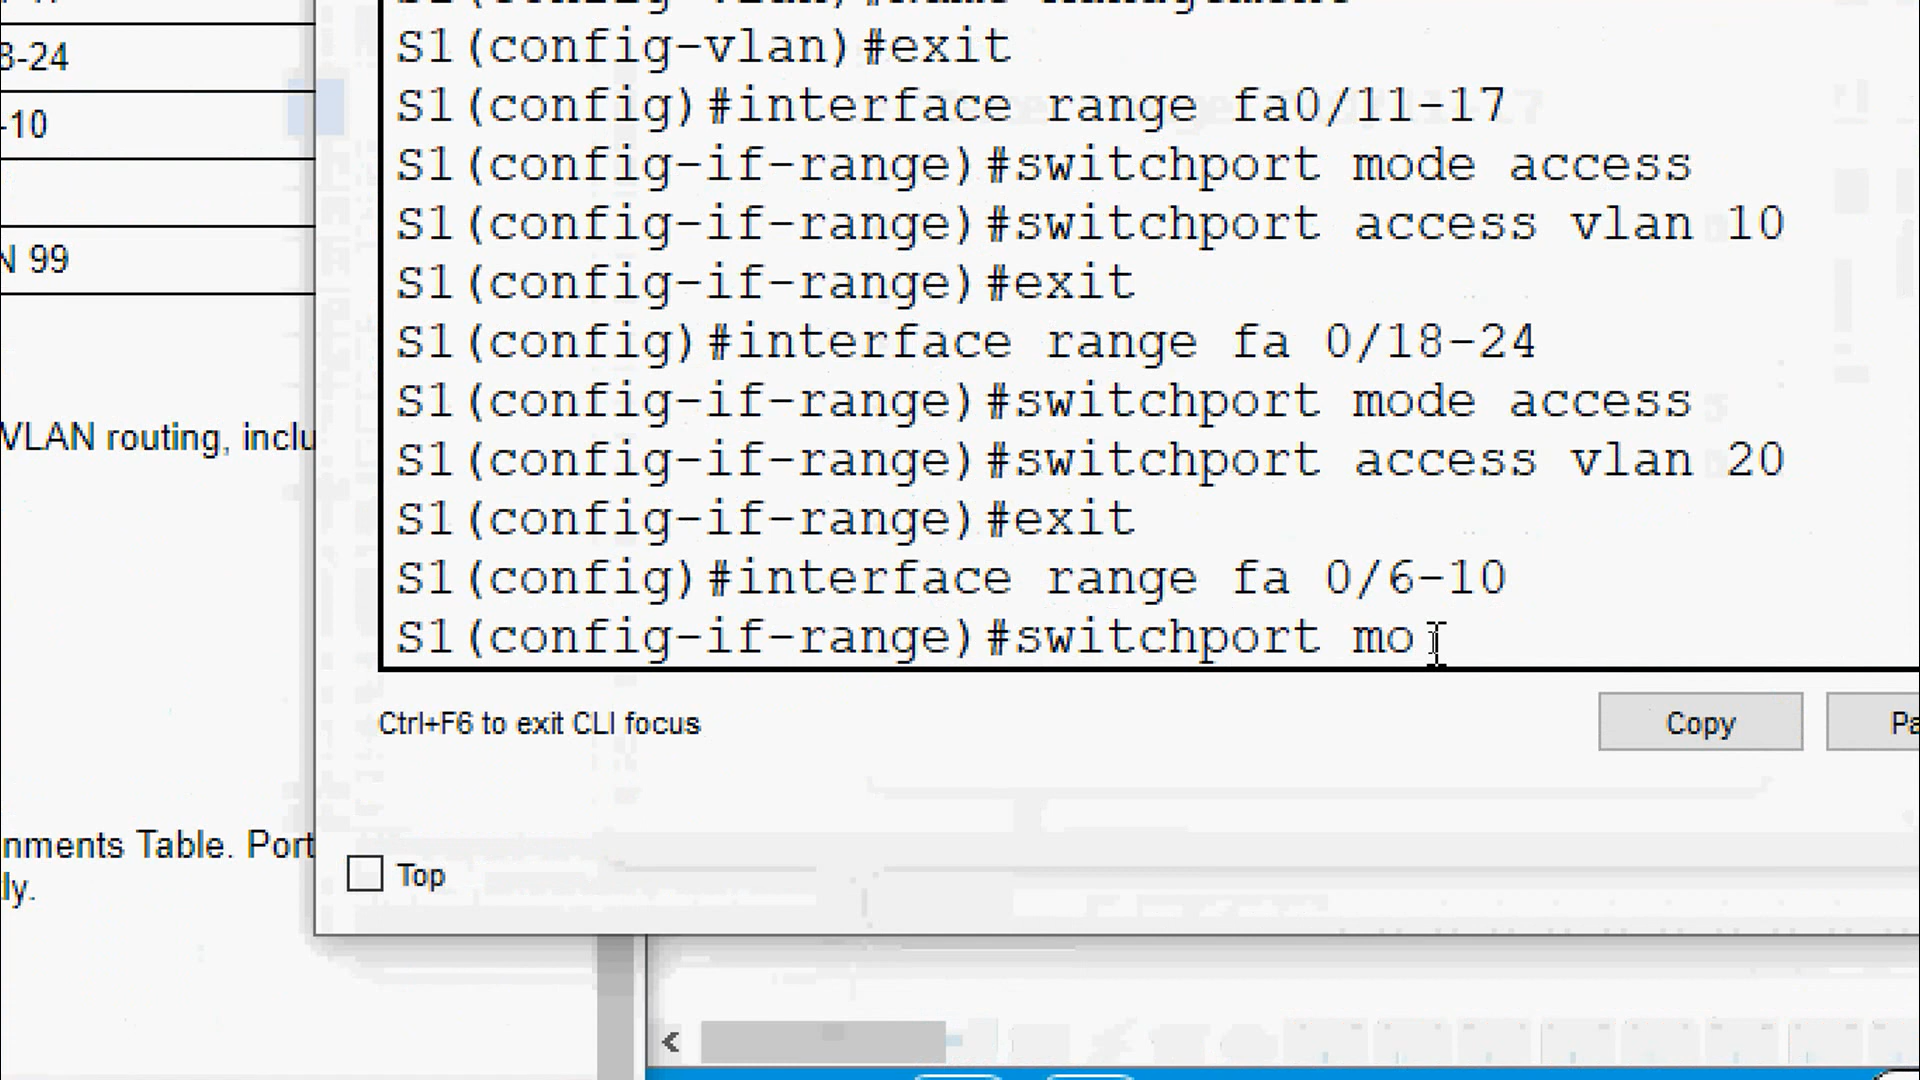 S1(config-vlan)#exit
S1(config)#interface range fa0/11-17
S1(config-if-range)#switchport mode access
S1(config-if-range)#switchport access vlan 10
S1(config-if-range)#exit
S1(config)#interface range fa 0/18-24
S1(config-if-range)#switchport mode access
S1(config-if-range)#switchport access vlan 20
S1(config-if-range)#exit
S1(config)#interface range fa 0/6-10
S1(config-if-range)#switchport mo
8-24
-10
N 99
VLAN routing, inclu
nments Table. Port
ly.
Ctrl+F6 to exit CLI focus
Copy
Pa
Top